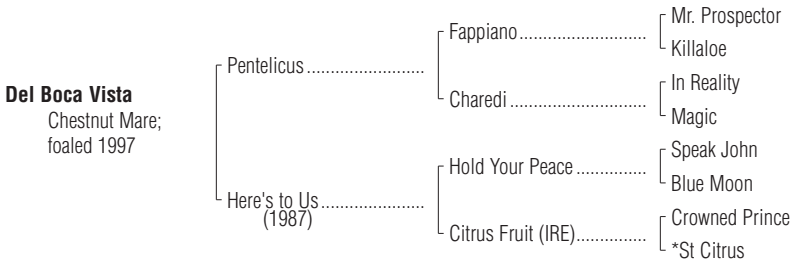 Mr. Prospector
Fappiano..........................
Killaloe
Pentelicus........................
In Reality
Charedi............................
Magic
Del Boca Vista
Chestnut Mare;
foaled 1997
Speak John
Hold Your Peace..............
Blue Moon
Here's to Us.....................
(1987)
Crowned Prince
Citrus Fruit (IRE)..............
*St Citrus